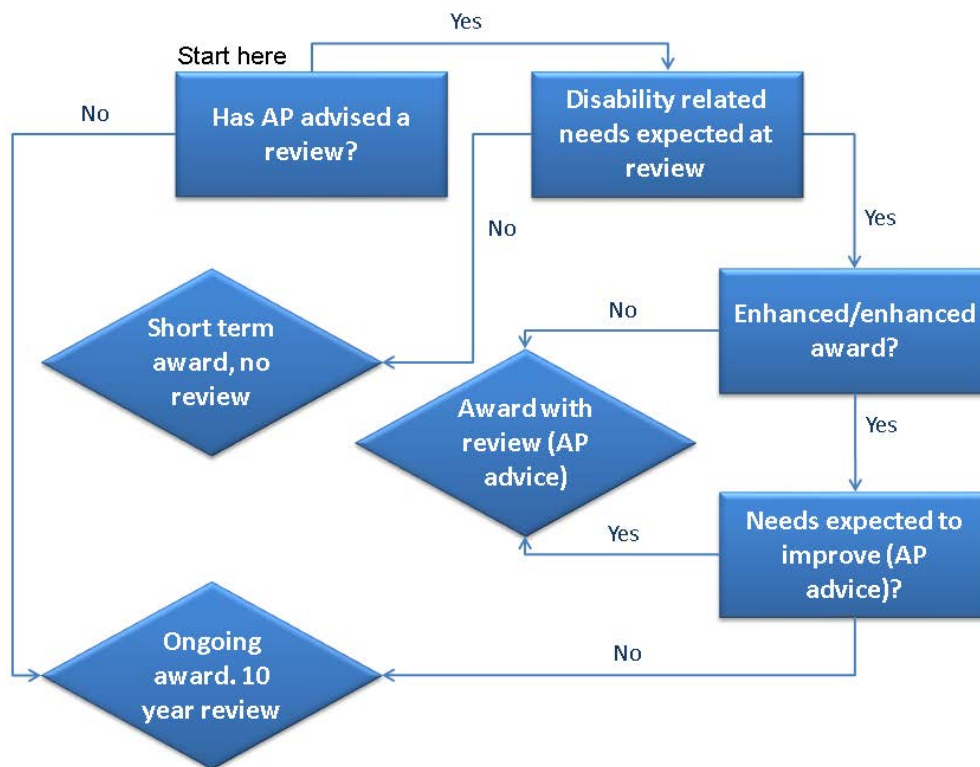 Yes
Start here
No
Has AP advised a
review?
Disability related
needs expected at
review
No
Yes
Short term
award, no
review
No
Enhanced/enhanced
award?
Award with
review (AP
advice)
Yes
Yes
Needs expected to
improve (AP
advice)?
Ongoing
award. 10
year review
No